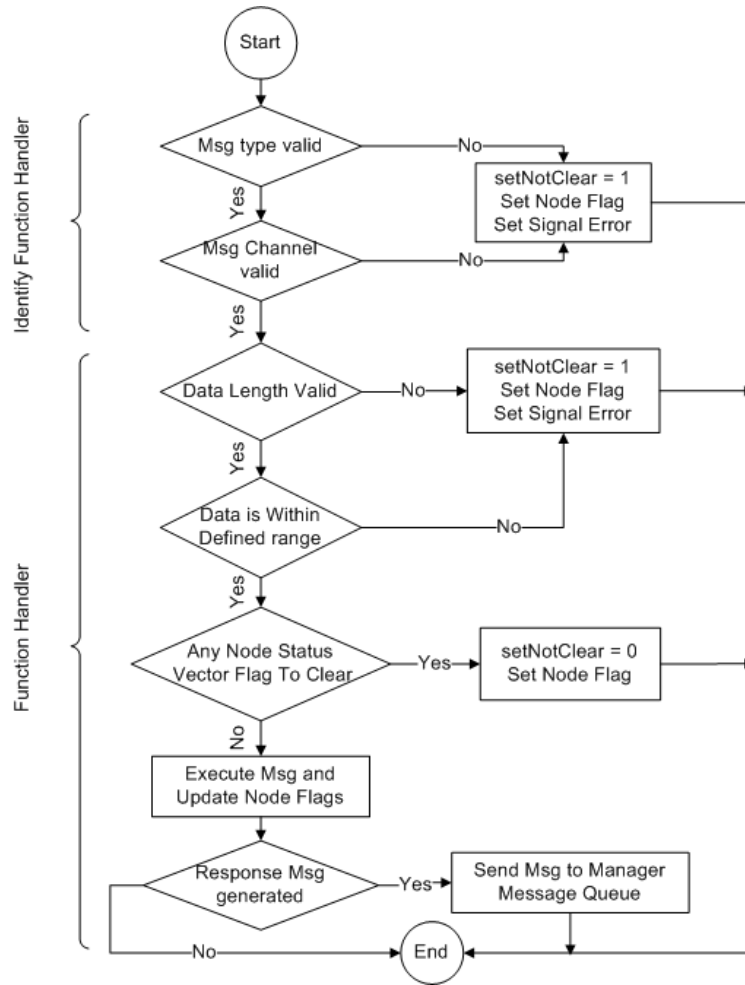 Start
Identify Function Handler
Msg type valid
No
setNotClear = 1
Set Node Flag
Set Signal Error
Yes
Msg Channel
valid
No
Yes
Function Handler
Data Length Valid
No
setNotClear = 1
Set Node Flag
Set Signal Error
Yes
Data is Within
Defined range
No
Yes
Any Node Status
Vector Flag To Clear
Yes
setNotClear = 0
Set Node Flag
No
Execute Msg and
Update Node Flags
Response Msg
generated
Yes
Send Msg to Manager
Message Queue
No
End